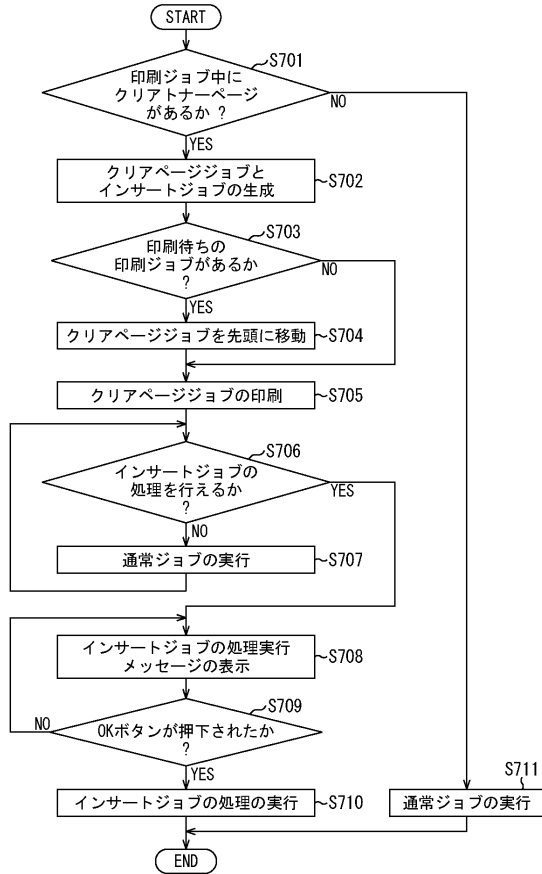 START
S701
印刷ジョブ中に
クリアトナーページ
があるか ?
NO
YES
クリアページジョブと
インサートジョブの生成
S702
S703
印刷待ちの
印刷ジョブがあるか
?
NO
YES
クリアページジョブを先頭に移動
S704
クリアページジョブの印刷
S705
S706
インサートジョブの
処理を行えるか
?
YES
NO
通常ジョブの実行
S707
インサートジョブの処理実行
メッセージの表示
S708
S709
OKボタンが押下されたか
?
NO
YES
インサートジョブの処理の実行
S710
S711
通常ジョブの実行
END